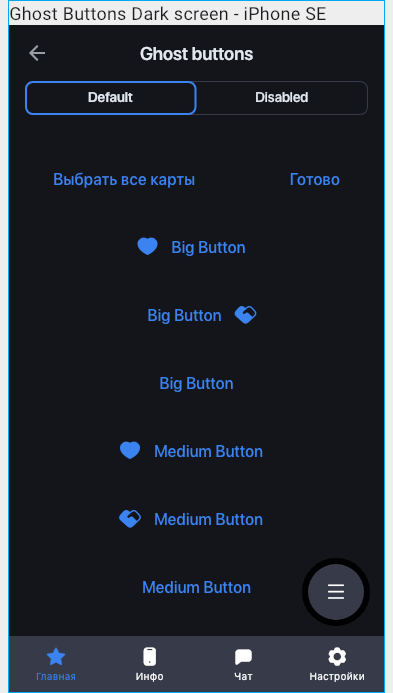 Ghost Buttons Dark screen - iPhone SE
Ghost buttons
Default Disabled
Выбрать все карты Готово
Big Button
Big Button
Big Button
Medium Button
Medium Button
Medium Button
Главная Инфо Чат Настройки